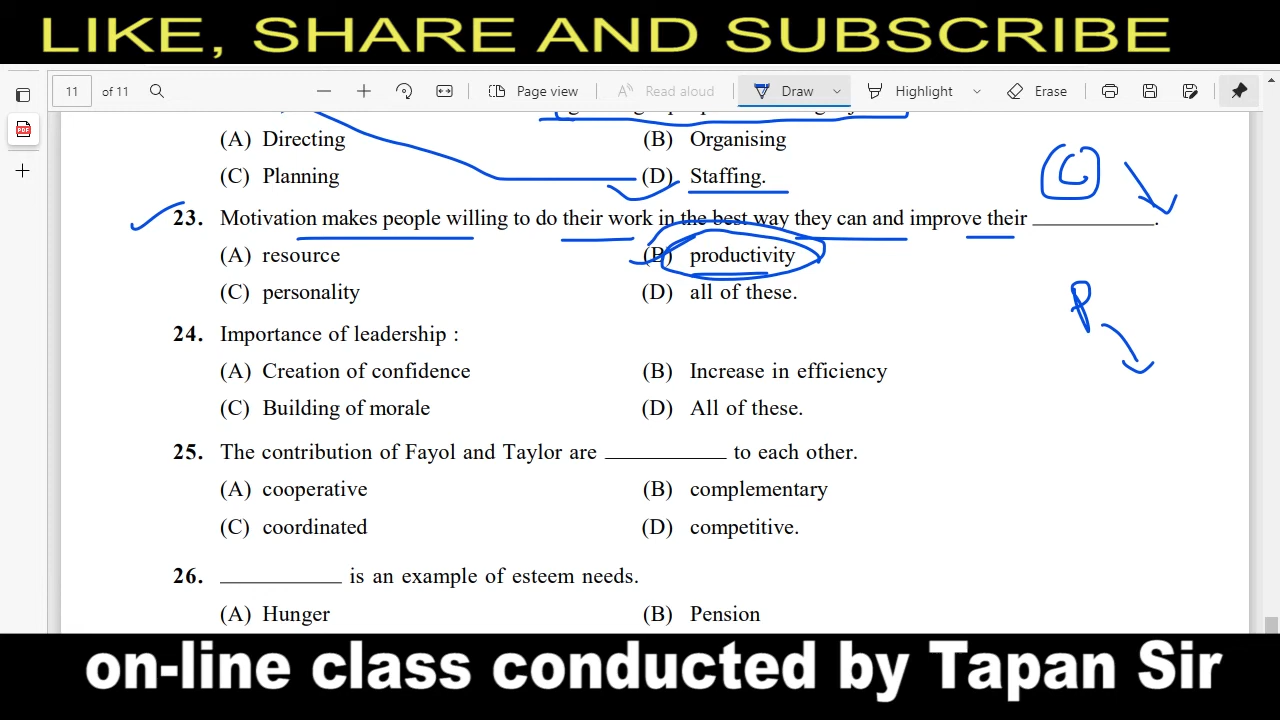 LIKE, SHARE AND SUBSCRIBE
11 of 11 Page view Read aloud Draw Highlight Erase
(A) Directing (B) Organising
(C) Planning (D) Staffing.
23. Motivation makes people willing to do their work in the best way they can and improve their __________.
(A) resource (B) productivity
(C) personality (D) all of these.
24. Importance of leadership :
(A) Creation of confidence (B) Increase in efficiency
(C) Building of morale (D) All of these.
25. The contribution of Fayol and Taylor are __________ to each other.
(A) cooperative (B) complementary
(C) coordinated (D) competitive.
26. __________ is an example of esteem needs.
(A) Hunger (B) Pension
on-line class conducted by Tapan Sir